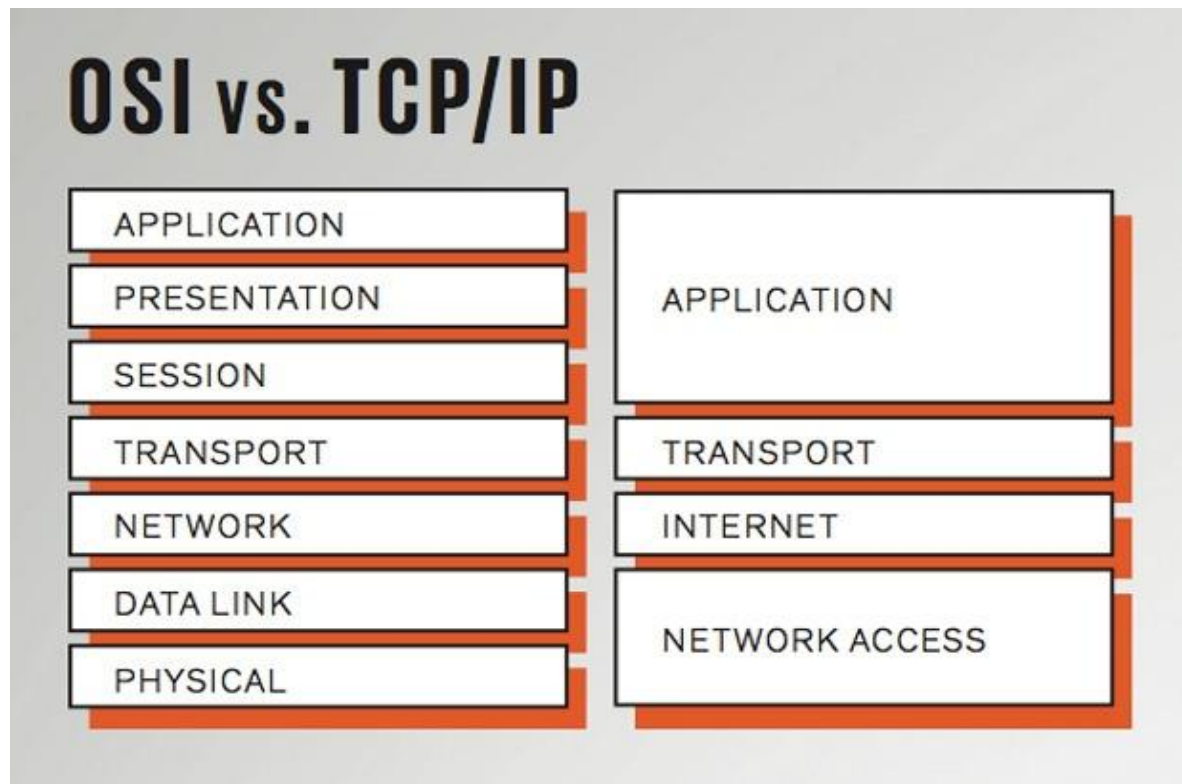 OSI vs. TCP/IP
APPLICATION
PRESENTATION
SESSION
TRANSPORT
NETWORK
DATA LINK
PHYSICAL
APPLICATION
TRANSPORT
INTERNET
NETWORK ACCESS